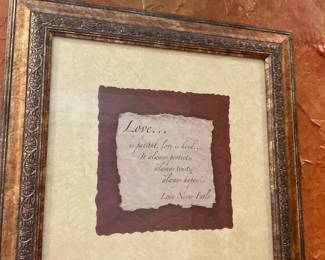 Love...
is patient, love is kind...
It always protects,
always trusts,
always hopes...
Love Never Fails